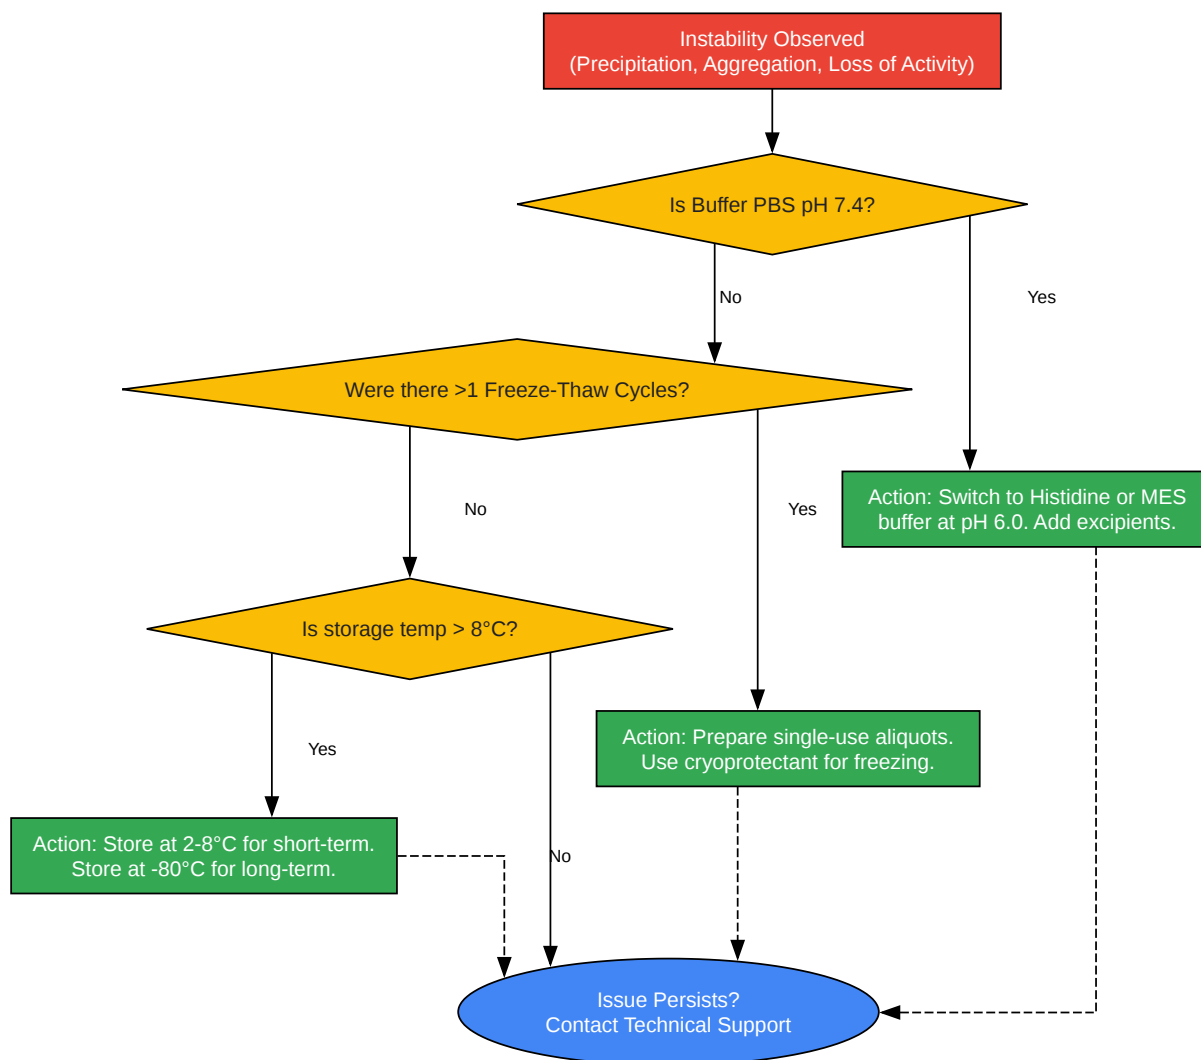 Instability Observed
(Precipitation, Aggregation, Loss of Activity)
Is Buffer PBS pH 7.4?
No
Yes
Were there >1 Freeze-Thaw Cycles?
Action: Switch to Histidine or MES
buffer at pH 6.0. Add excipients.
No
Yes
Is storage temp > 8°C?
Action: Prepare single-use aliquots.
Use cryoprotectant for freezing.
Yes
Action: Store at 2-8°C for short-term.
Store at -80°C for long-term.
No
Issue Persists?
Contact Technical Support